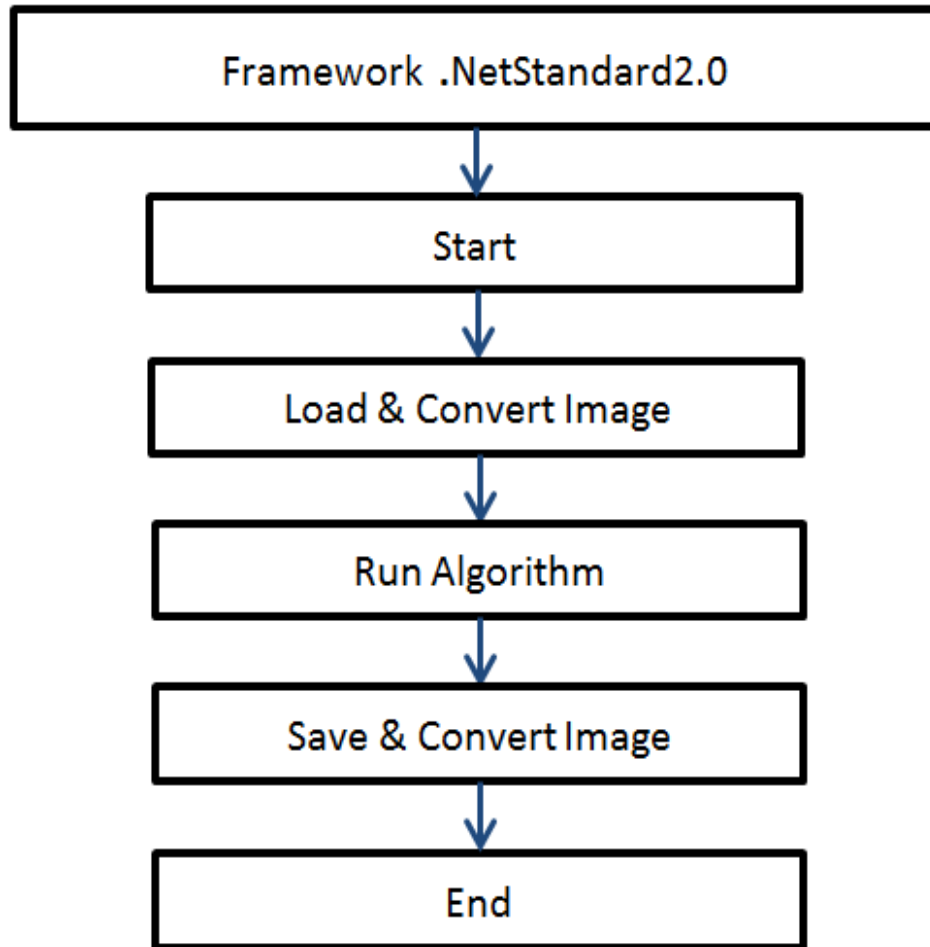 Framework .NetStandard2.0
Start
Load & Convert Image
Run Algorithm
Save & Convert Image
End